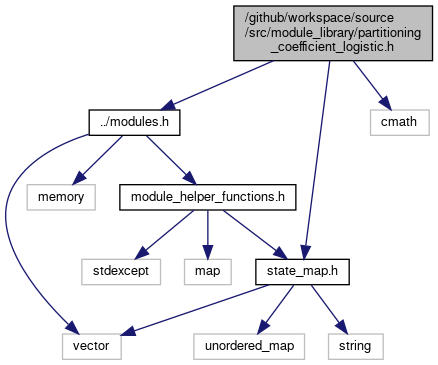 /github/workspace/source
/src/module_library/partitioning
_coefficient_logistic.h
../modules.h
cmath
memory
module_helper_functions.h
stdexcept
map
state_map.h
vector
unordered_map
string